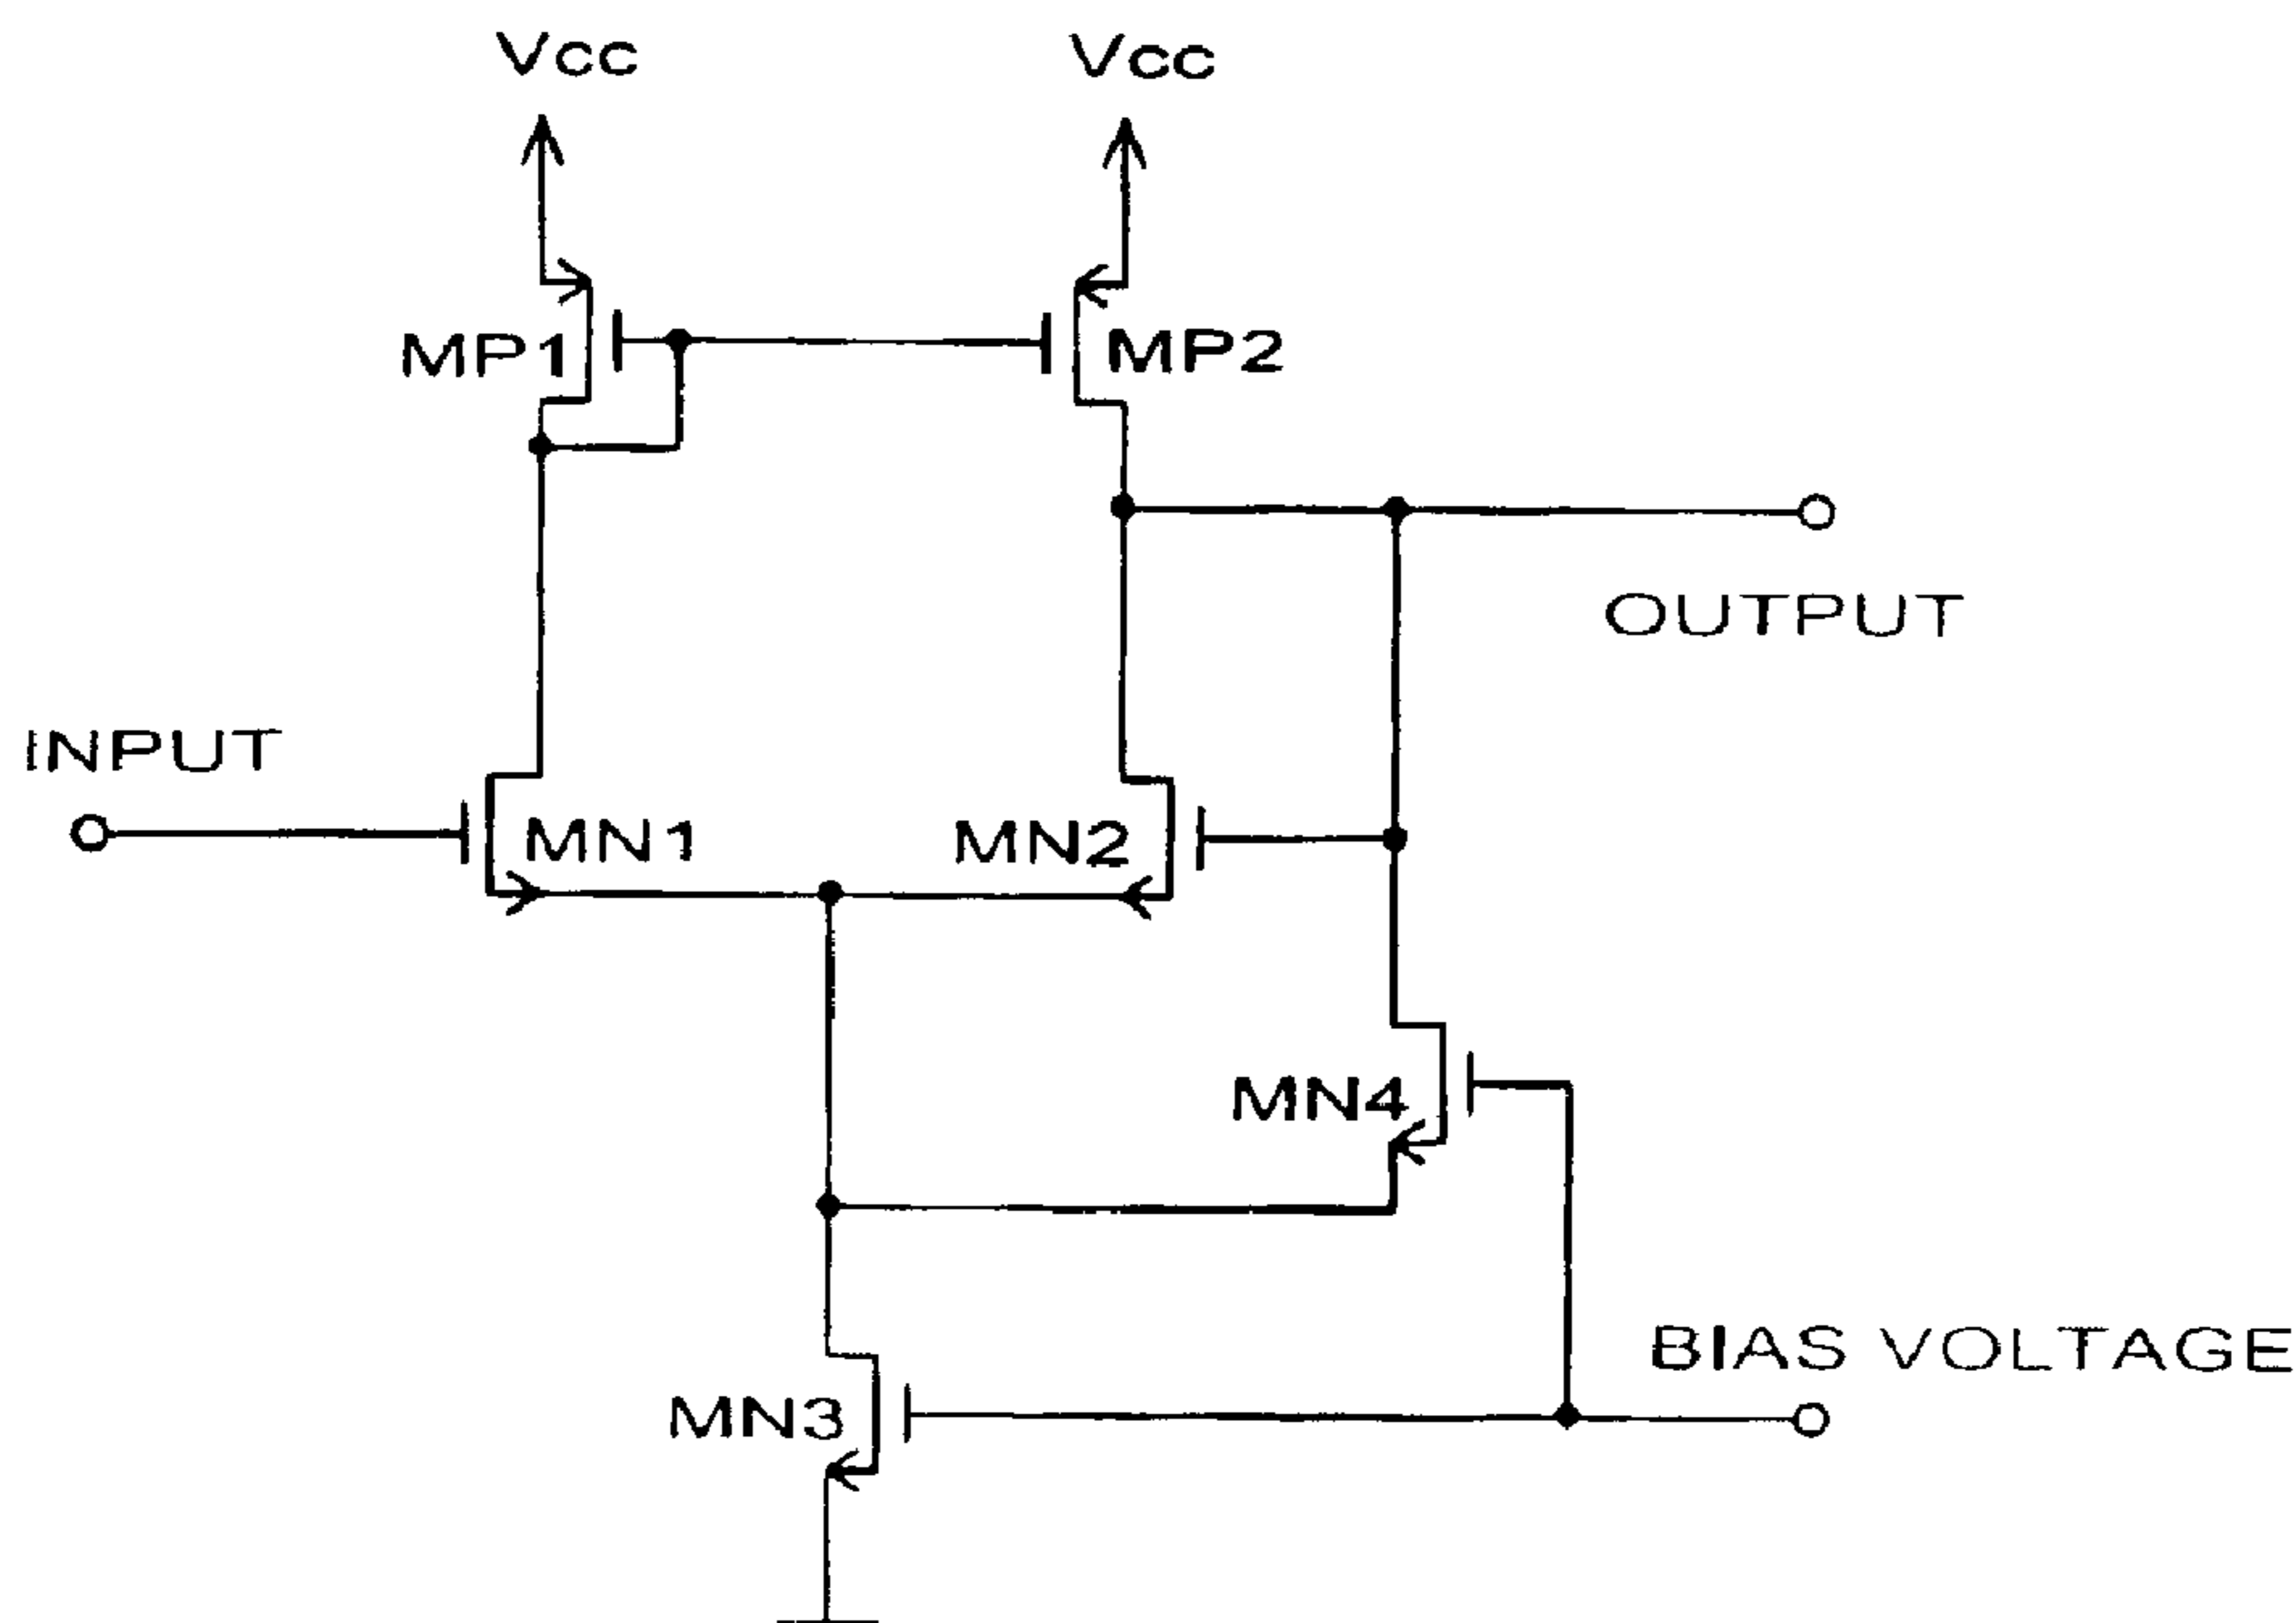 Vcc
Vcc
MP1
MP2
OUTPUT
INPUT
MN1
MN2
MN4
BIAS VOLTAGE
MN3